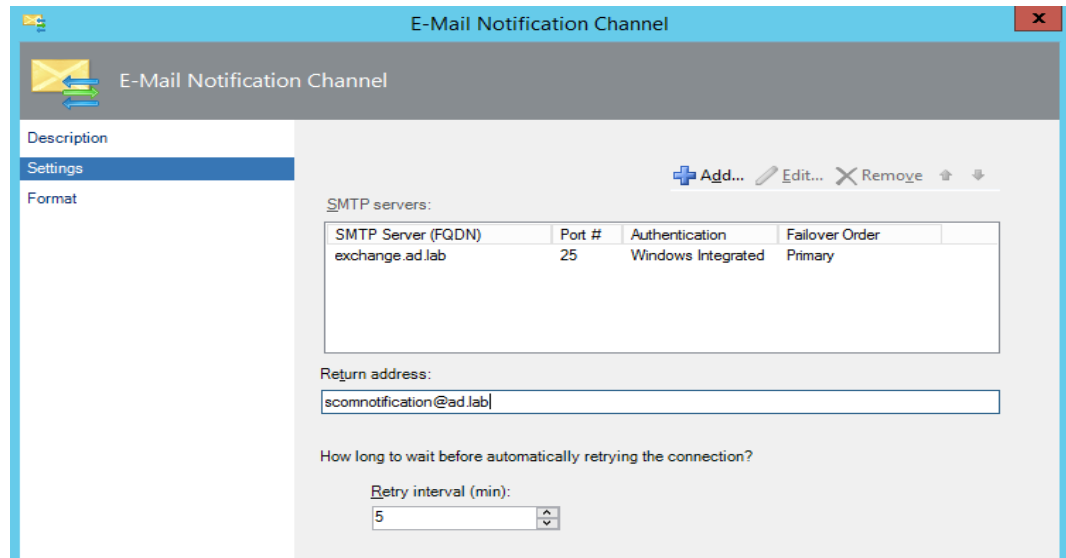 E-Mail Notification Channel
x
E-Mail Notification Channel
Description
Settings
Format
Add... Edit... Remove
SMTP servers:
SMTP Server (FQDN) Port # Authentication Failover Order
exchange.ad.lab 25 Windows Integrated Primary
Return address:
scomnotification@ad.lab
How long to wait before automatically retrying the connection?
Retry interval (min):
5